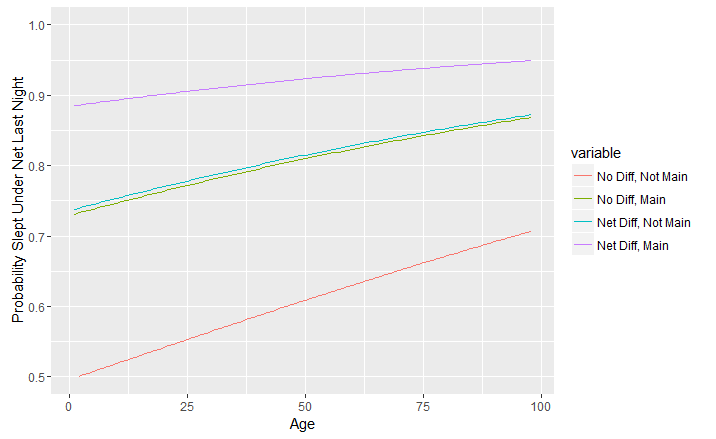 1.0
0.9
0.8
0.7
0.6
0.5
Probability Slept Under Net Last Night
0 25 50 75 100
Age
variable
No Diff, Not Main
No Diff, Main
Net Diff, Not Main
Net Diff, Main